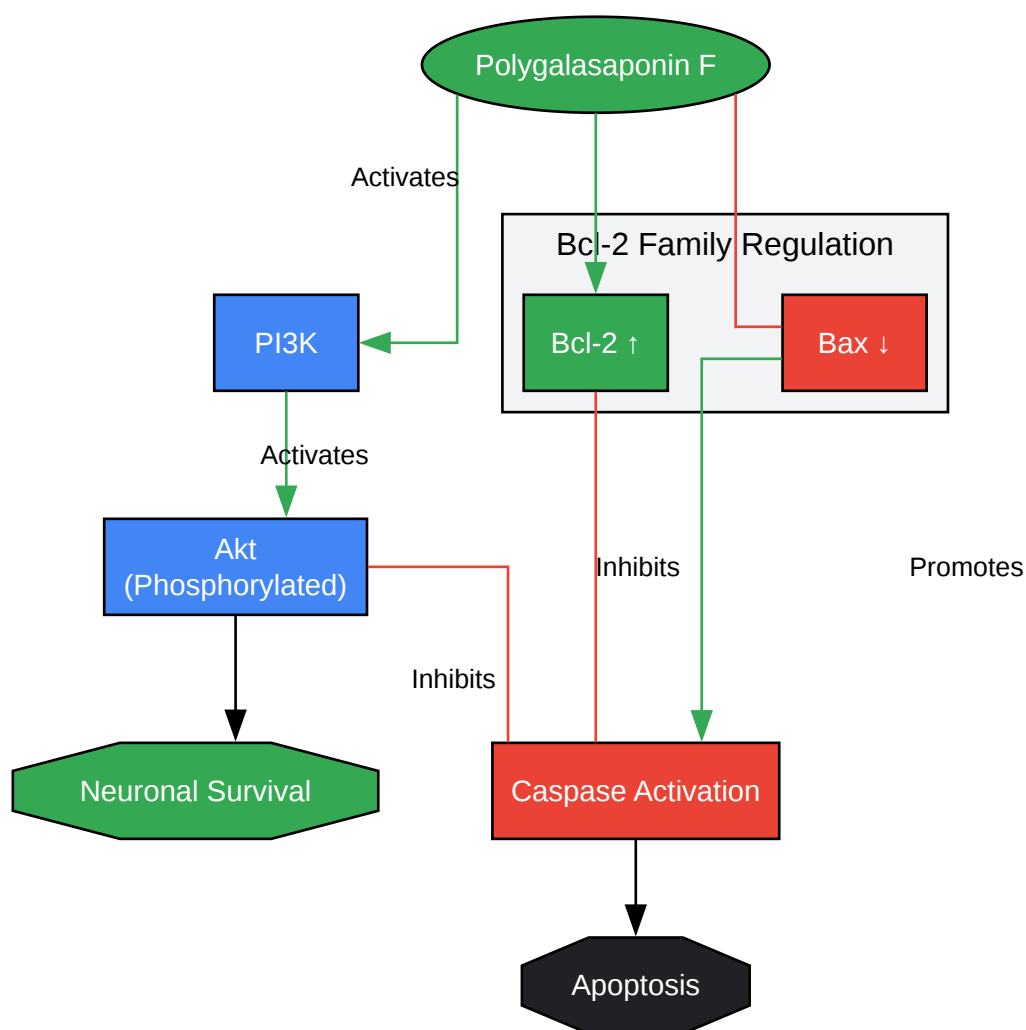 Polygalasaponin F
Activates
Bcl-2 Family Regulation
PI3K
Bcl-2 ↑
Bax ↓
Activates
Akt
(Phosphorylated)
Inhibits
Promotes
Inhibits
Neuronal Survival
Caspase Activation
Apoptosis